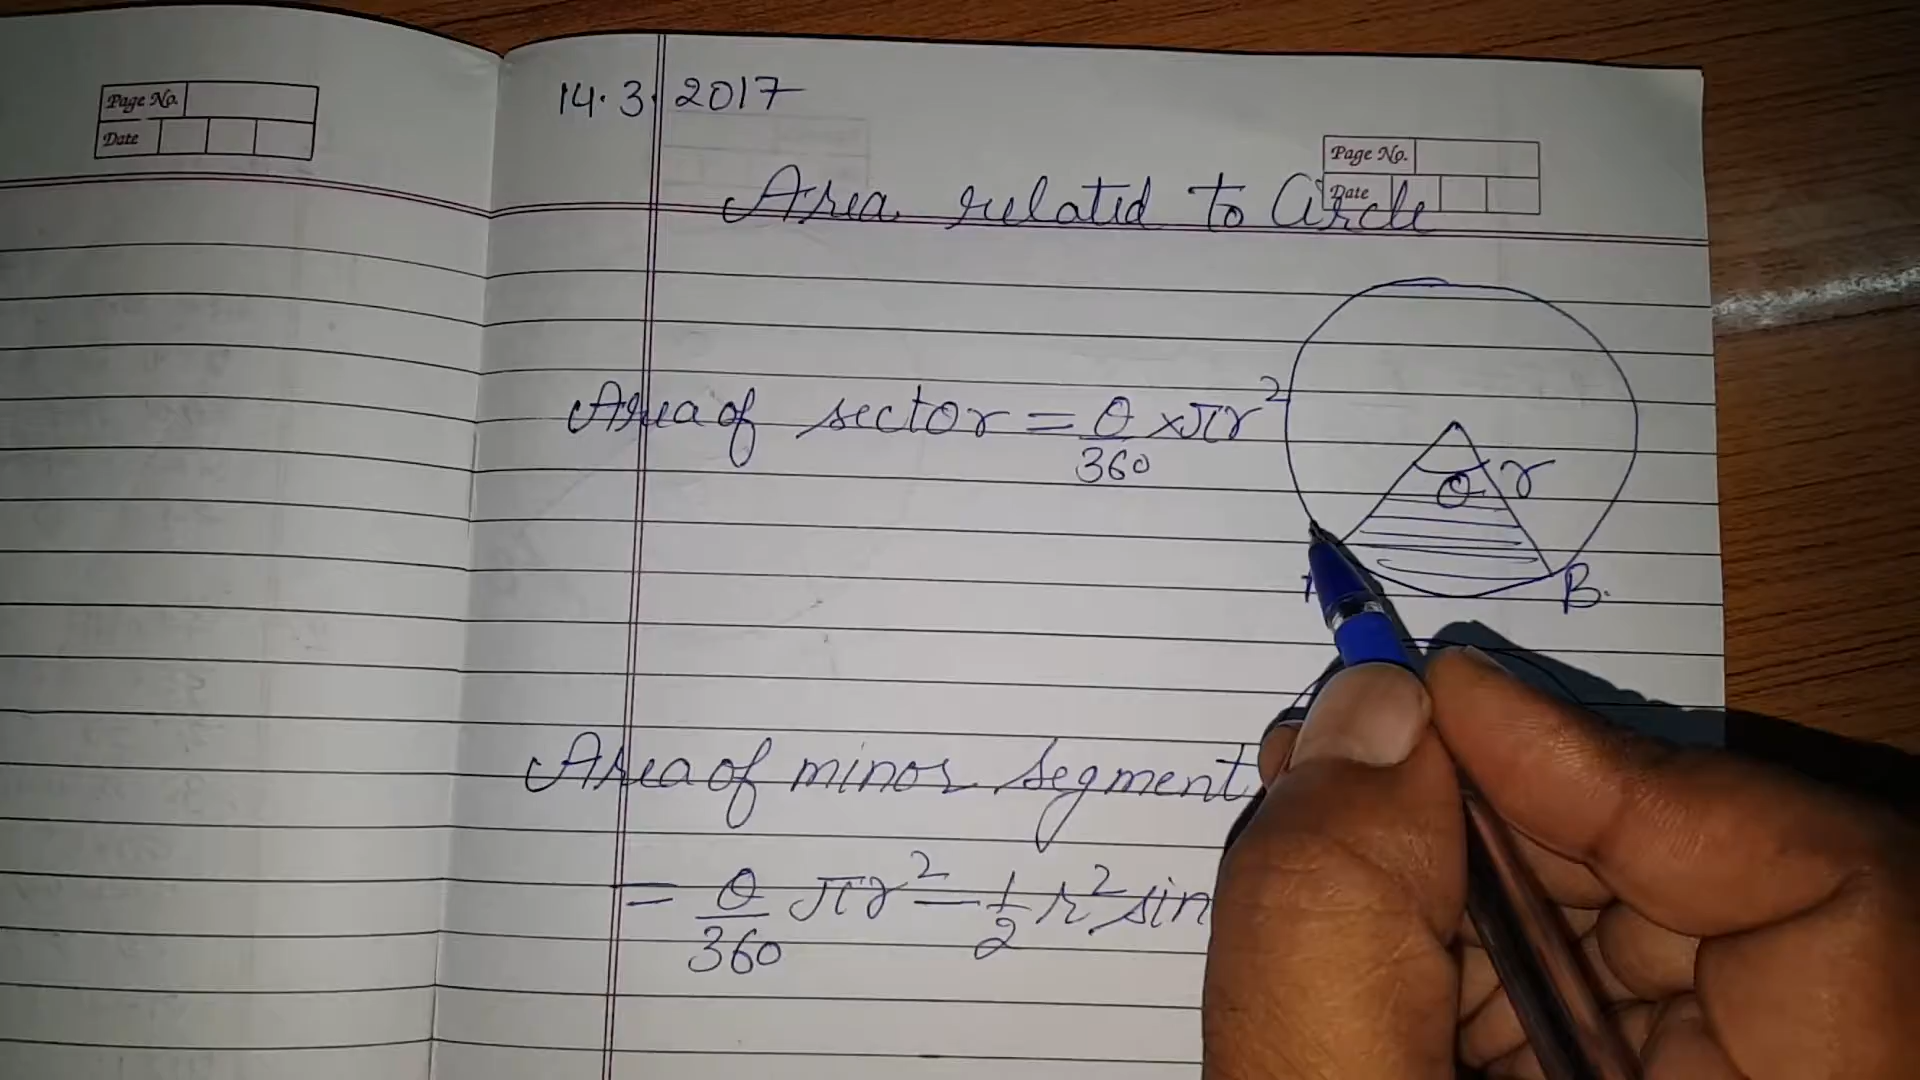 Page No.
Date
14.3.2017
Page No.
Date
Area related to Circle
Area of sector = θ/360 × πr²
θ r
B.
Area of minor segment
= θ/360 πr² – 1/2 r² sin